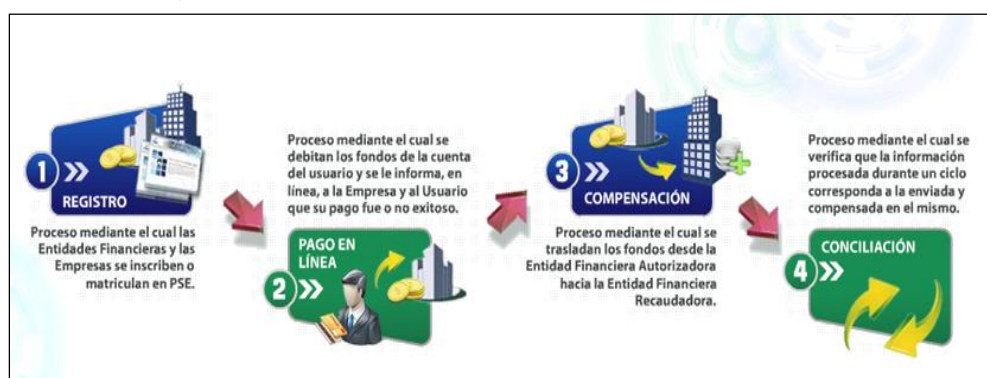 1
REGISTRO
Proceso mediante el cual las
Entidades Financieras y las
Empresas se inscriben o
matriculan en PSE.
Proceso mediante el cual se
debitan los fondos de la cuenta
del usuario y se le informa, en
línea, a la Empresa y al Usuario
que su pago fue o no exitoso.
PAGO EN
LÍNEA
2
3
COMPENSACIÓN
Proceso mediante el cual se
trasladan los fondos desde la
Entidad Financiera Autorizadora
hacia la Entidad Financiera
Recaudadora.
Proceso mediante el cual se
verifica que la información
procesada durante un ciclo
corresponda a la enviada y
compensada en el mismo.
CONCILIACIÓN
4